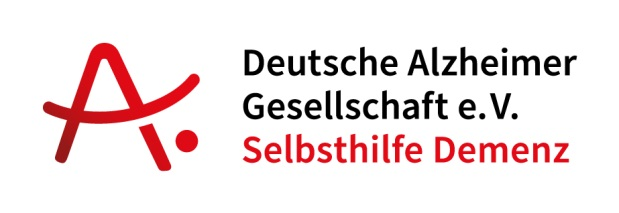 Deutsche Alzheimer
Gesellschaft e.V.
Selbsthilfe Demenz